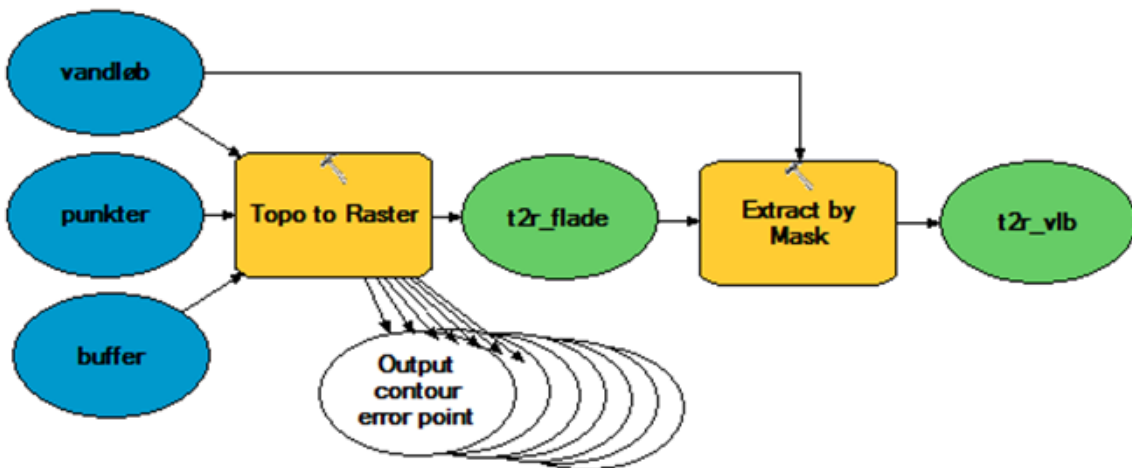 vandløb
punkter
buffer
Topo to Raster
t2r_flade
Extract by
Mask
t2r_vlb
Output
contour
error point